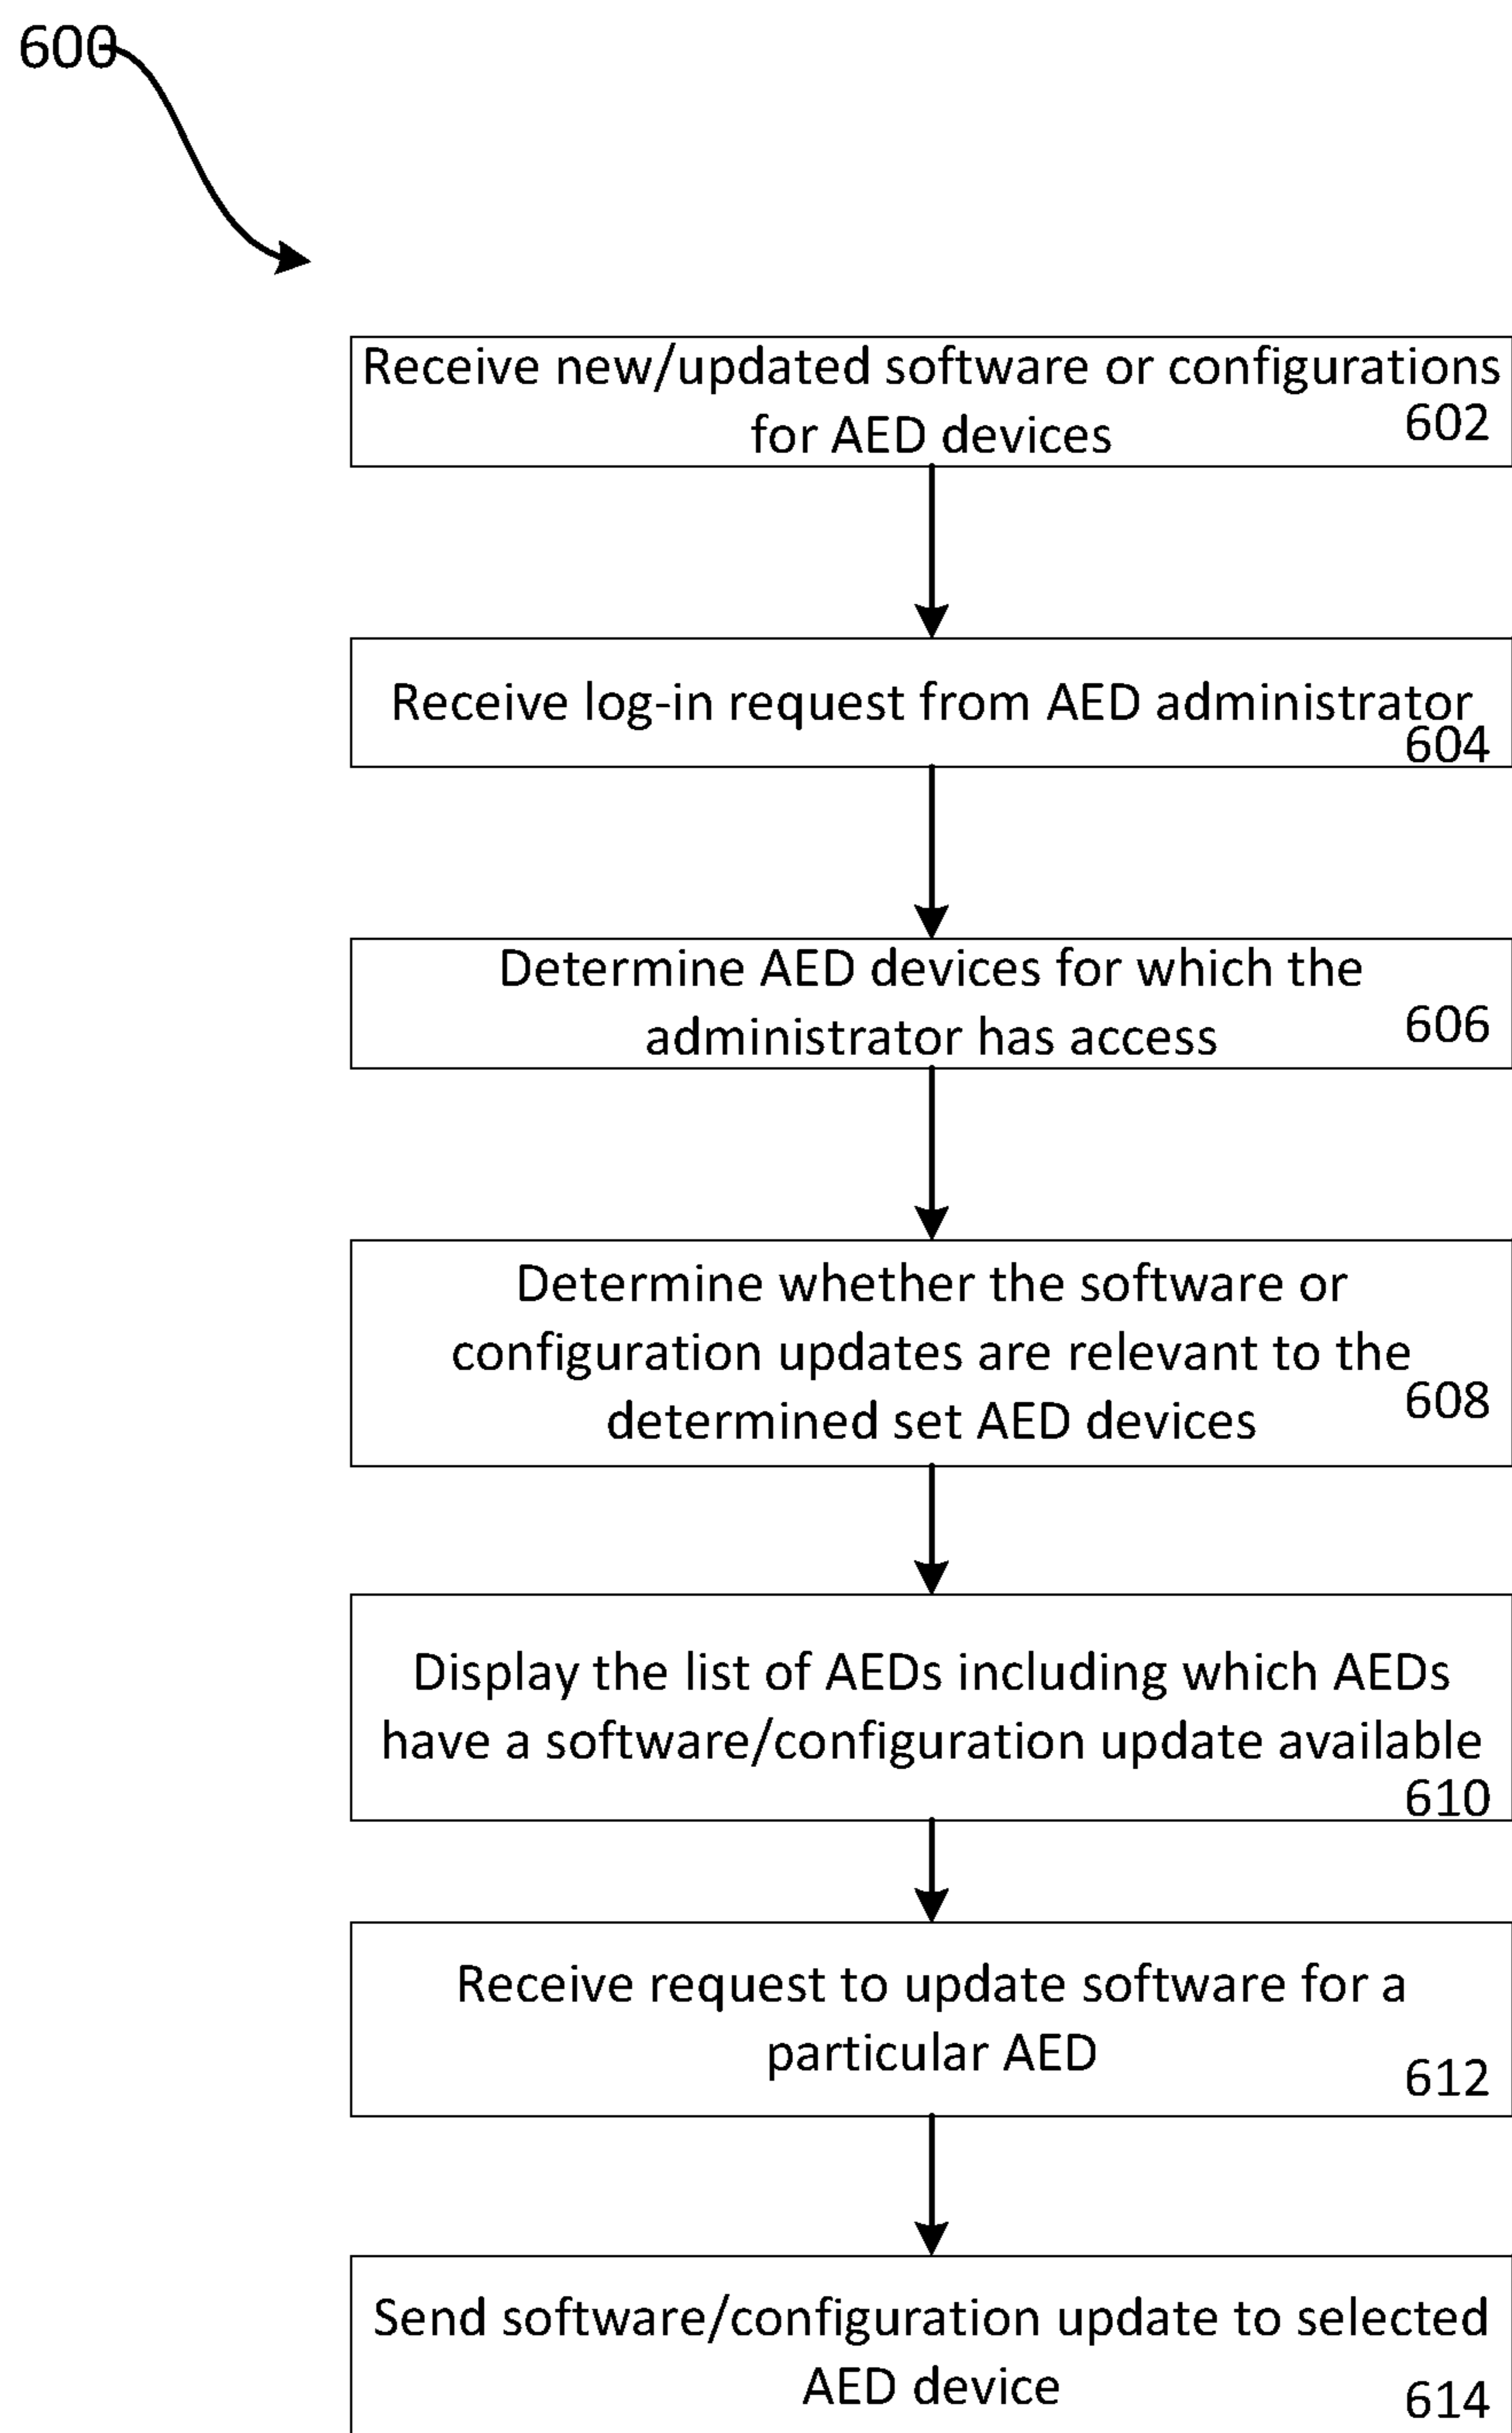 600
Receive new/updated software or configurations
for AED devices
602
Receive log-in request from AED administrator
604
Determine AED devices for which the
administrator has access
606
Determine whether the software or
configuration updates are relevant to the
determined set AED devices
608
Display the list of AEDs including which AEDs
have a software/configuration update available
610
Receive request to update software for a
particular AED
612
Send software/configuration update to selected
AED device
614